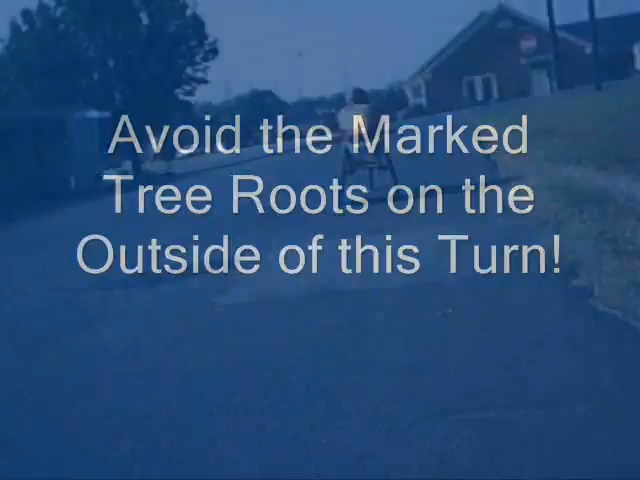 Avoid the Marked
Tree Roots on the
Outside of this Turn!